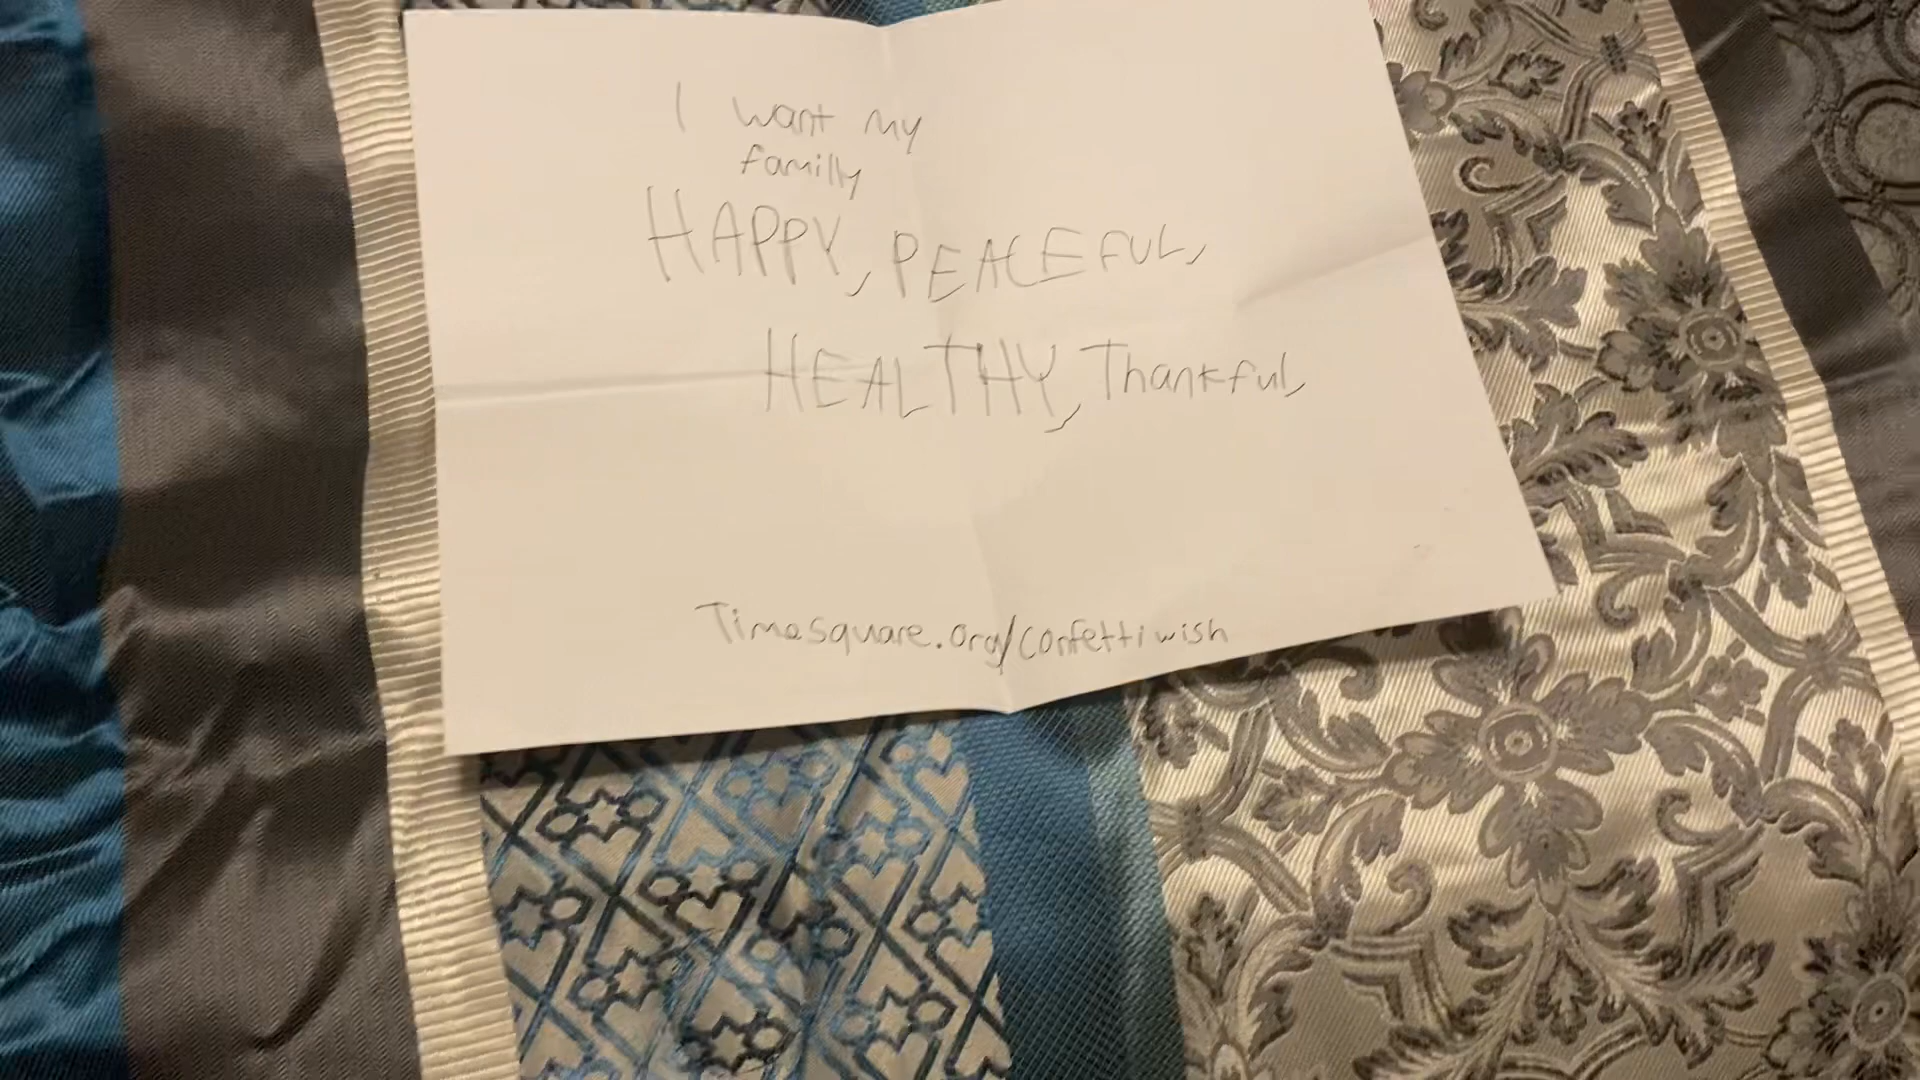 I want my
familly
HAPPY, PEACEFUL,
HEALTHY, Thankful,
Timesquare.org/confettiwish